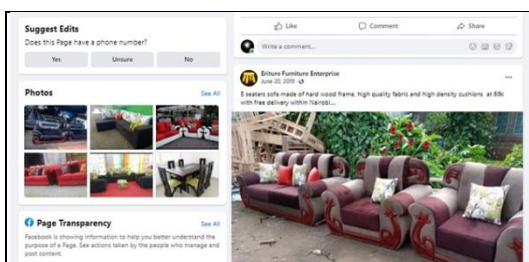 Suggest Edits
Does this Page have a phone number?
Yes
Unsure
No
Photos
See All
Page Transparency
See All
Facebook is showing information to help you better understand the
purpose of a Page. See actions taken by the people who manage and
post content.
Like
Comment
Share
Write a comment...
Eriture Furniture Enterprise
June 20, 2019
5 seaters sofa made of hard wood frame, high quality fabric and high density cushions at 68k
with free delivery within Nairobi...